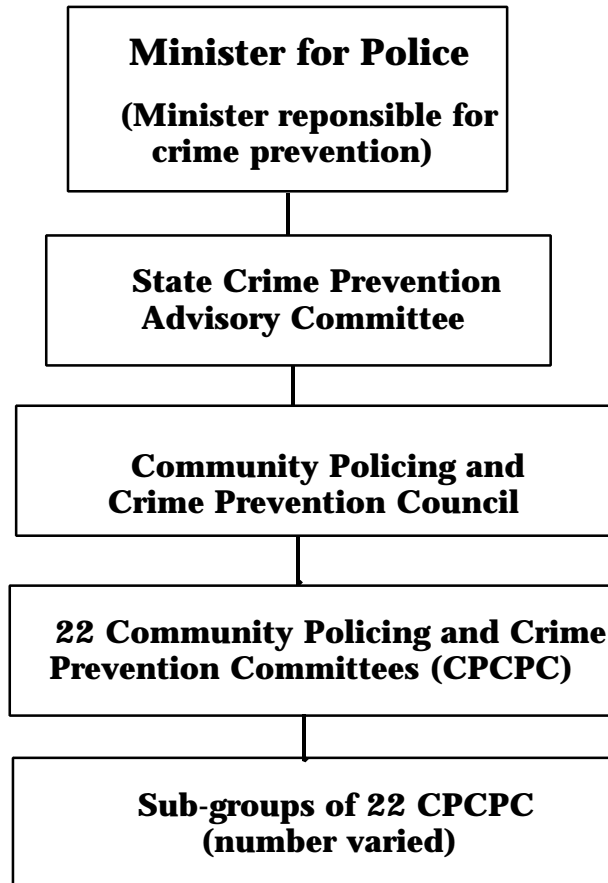 Minister for Police
(Minister reponsible for
crime prevention)
State Crime Prevention
Advisory Committee
Community Policing and
Crime Prevention Council
22 Community Policing and Crime
Prevention Committees (CPCPC)
Sub-groups of 22 CPCPC
(number varied)